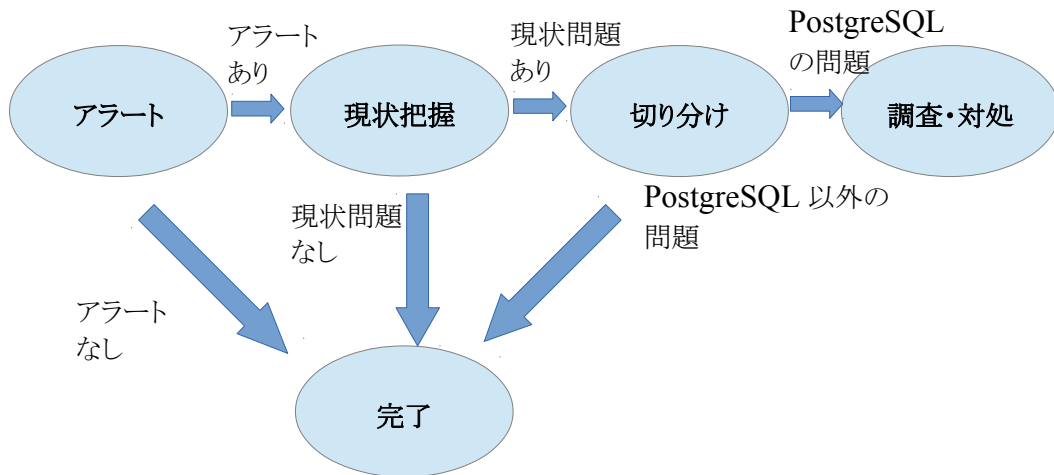 アラート
あり
現状問題
あり
PostgreSQL
の問題
アラート
現状把握
切り分け
調査・対処
現状問題
なし
PostgreSQL 以外の
問題
アラート
なし
完了